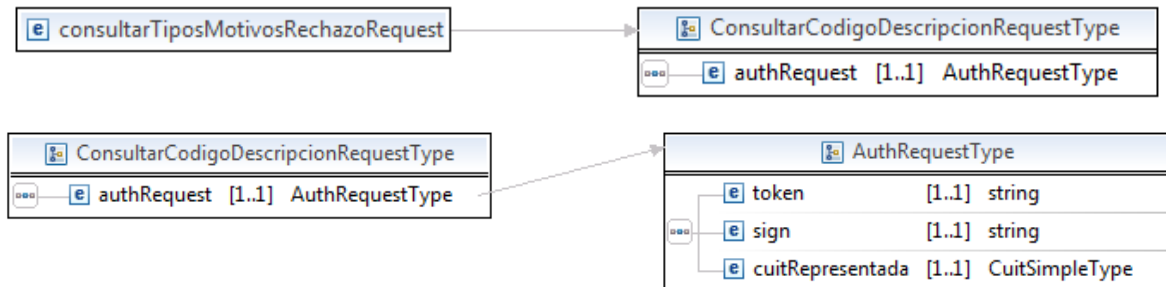 consultarTiposMotivosRechazoRequest
ConsultarCodigoDescripcionRequestType
authRequest [1..1] AuthRequestType
ConsultarCodigoDescripcionRequestType
authRequest [1..1] AuthRequestType
AuthRequestType
token [1..1] string
sign [1..1] string
cuitRepresentada [1..1] CuitSimpleType